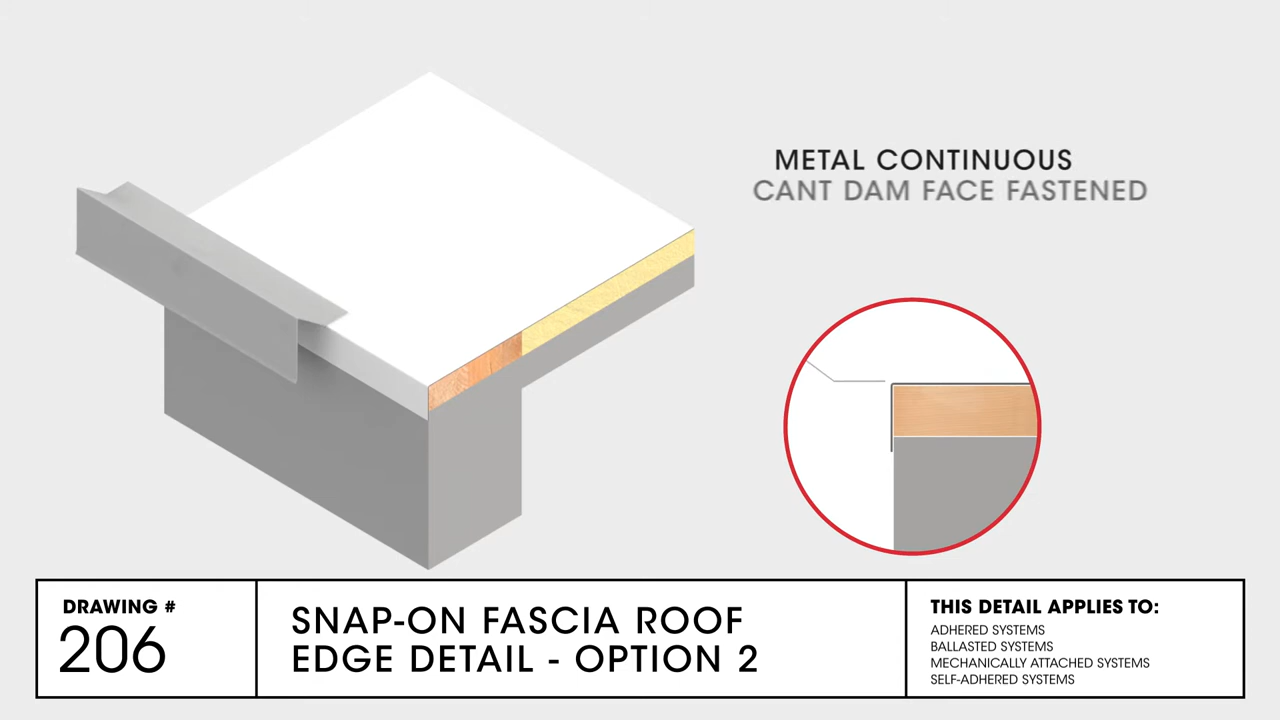 METAL CONTINUOUS
CANT DAM FACE FASTENED
DRAWING #
206
SNAP-ON FASCIA ROOF
EDGE DETAIL - OPTION 2
THIS DETAIL APPLIES TO:
ADHERED SYSTEMS
BALLASTED SYSTEMS
MECHANICALLY ATTACHED SYSTEMS
SELF-ADHERED SYSTEMS